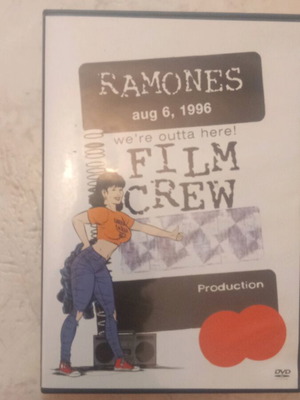 RAMONES
aug 6, 1996
we're outta here!
FILM
CREW
Production
DVD